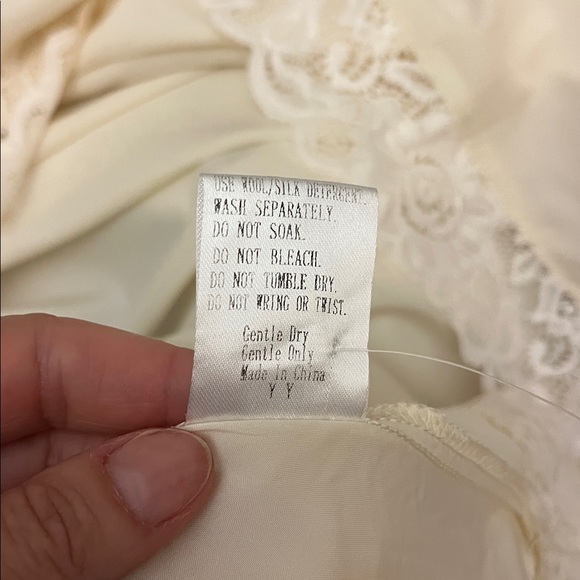 USE WOOL/SILK DETERGENT.
WASH SEPARATELY.
DO NOT SOAK.
DO NOT BLEACH.
DO NOT TUMBLE DRY.
DO NOT WRING OR TWIST.
Gentle Dry
Gentle Only
Made In China
Y Y